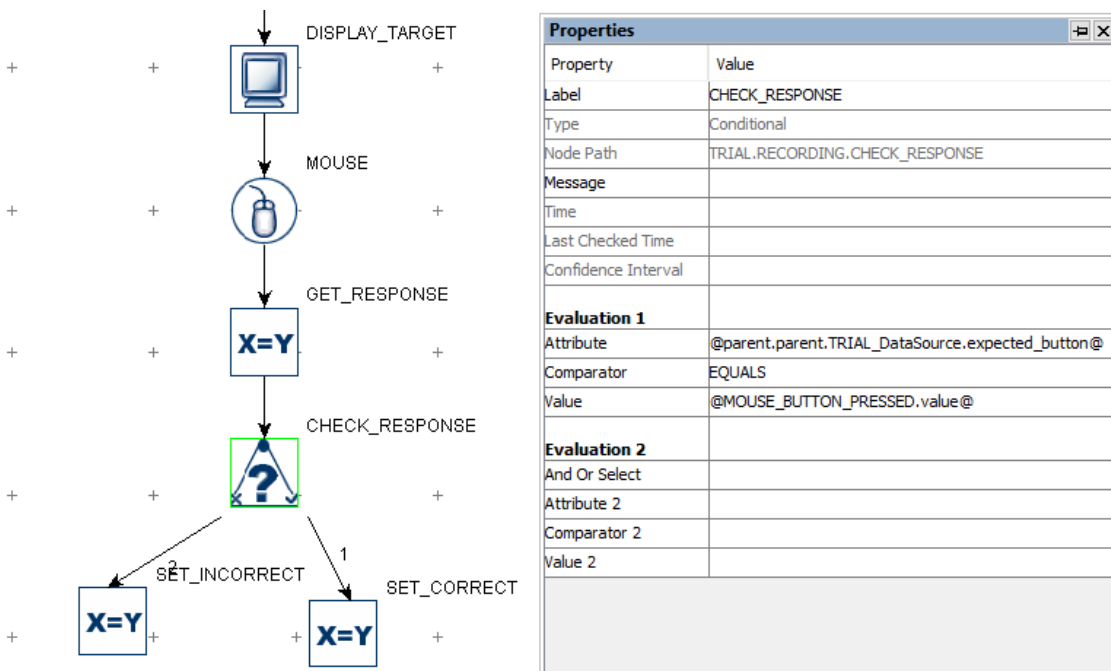 DISPLAY_TARGET
MOUSE
GET_RESPONSE
X=Y
CHECK_RESPONSE
?
2
1
SET_INCORRECT
X=Y
SET_CORRECT
X=Y
Properties
Property Value
Label CHECK_RESPONSE
Type Conditional
Node Path TRIAL.RECORDING.CHECK_RESPONSE
Message
Time
Last Checked Time
Confidence Interval
Evaluation 1
Attribute @parent.parent.TRIAL_DataSource.expected_button@
Comparator EQUALS
Value @MOUSE_BUTTON_PRESSED.value@
Evaluation 2
And Or Select
Attribute 2
Comparator 2
Value 2